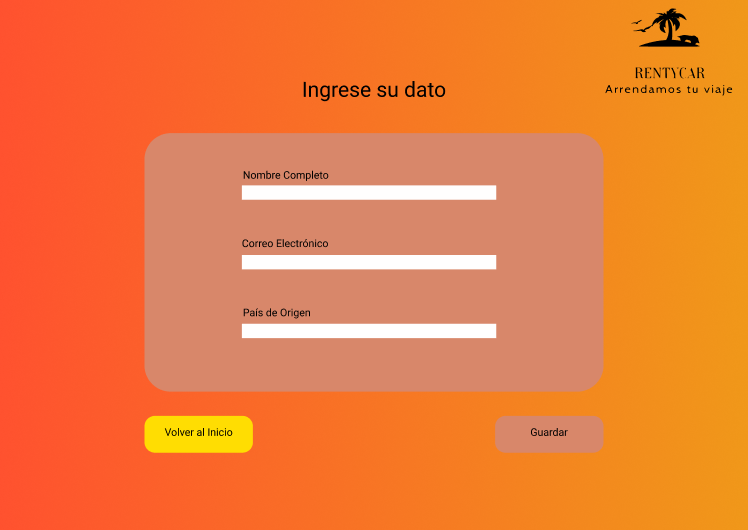 RENTYCAR
Arrendamos tu viaje
Ingrese su dato
Nombre Completo
Correo Electrónico
País de Origen
Volver al Inicio
Guardar